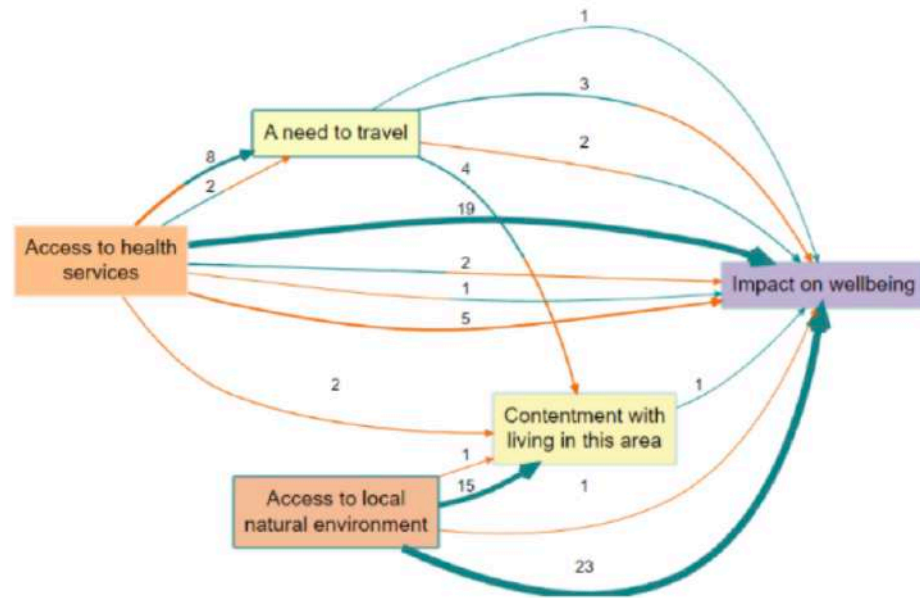 1
3
A need to travel
2
8
4
2
19
Access to health
services
2
Impact on wellbeing
1
5
2
1
Contentment with
living in this area
1
15
1
Access to local
natural environment
23